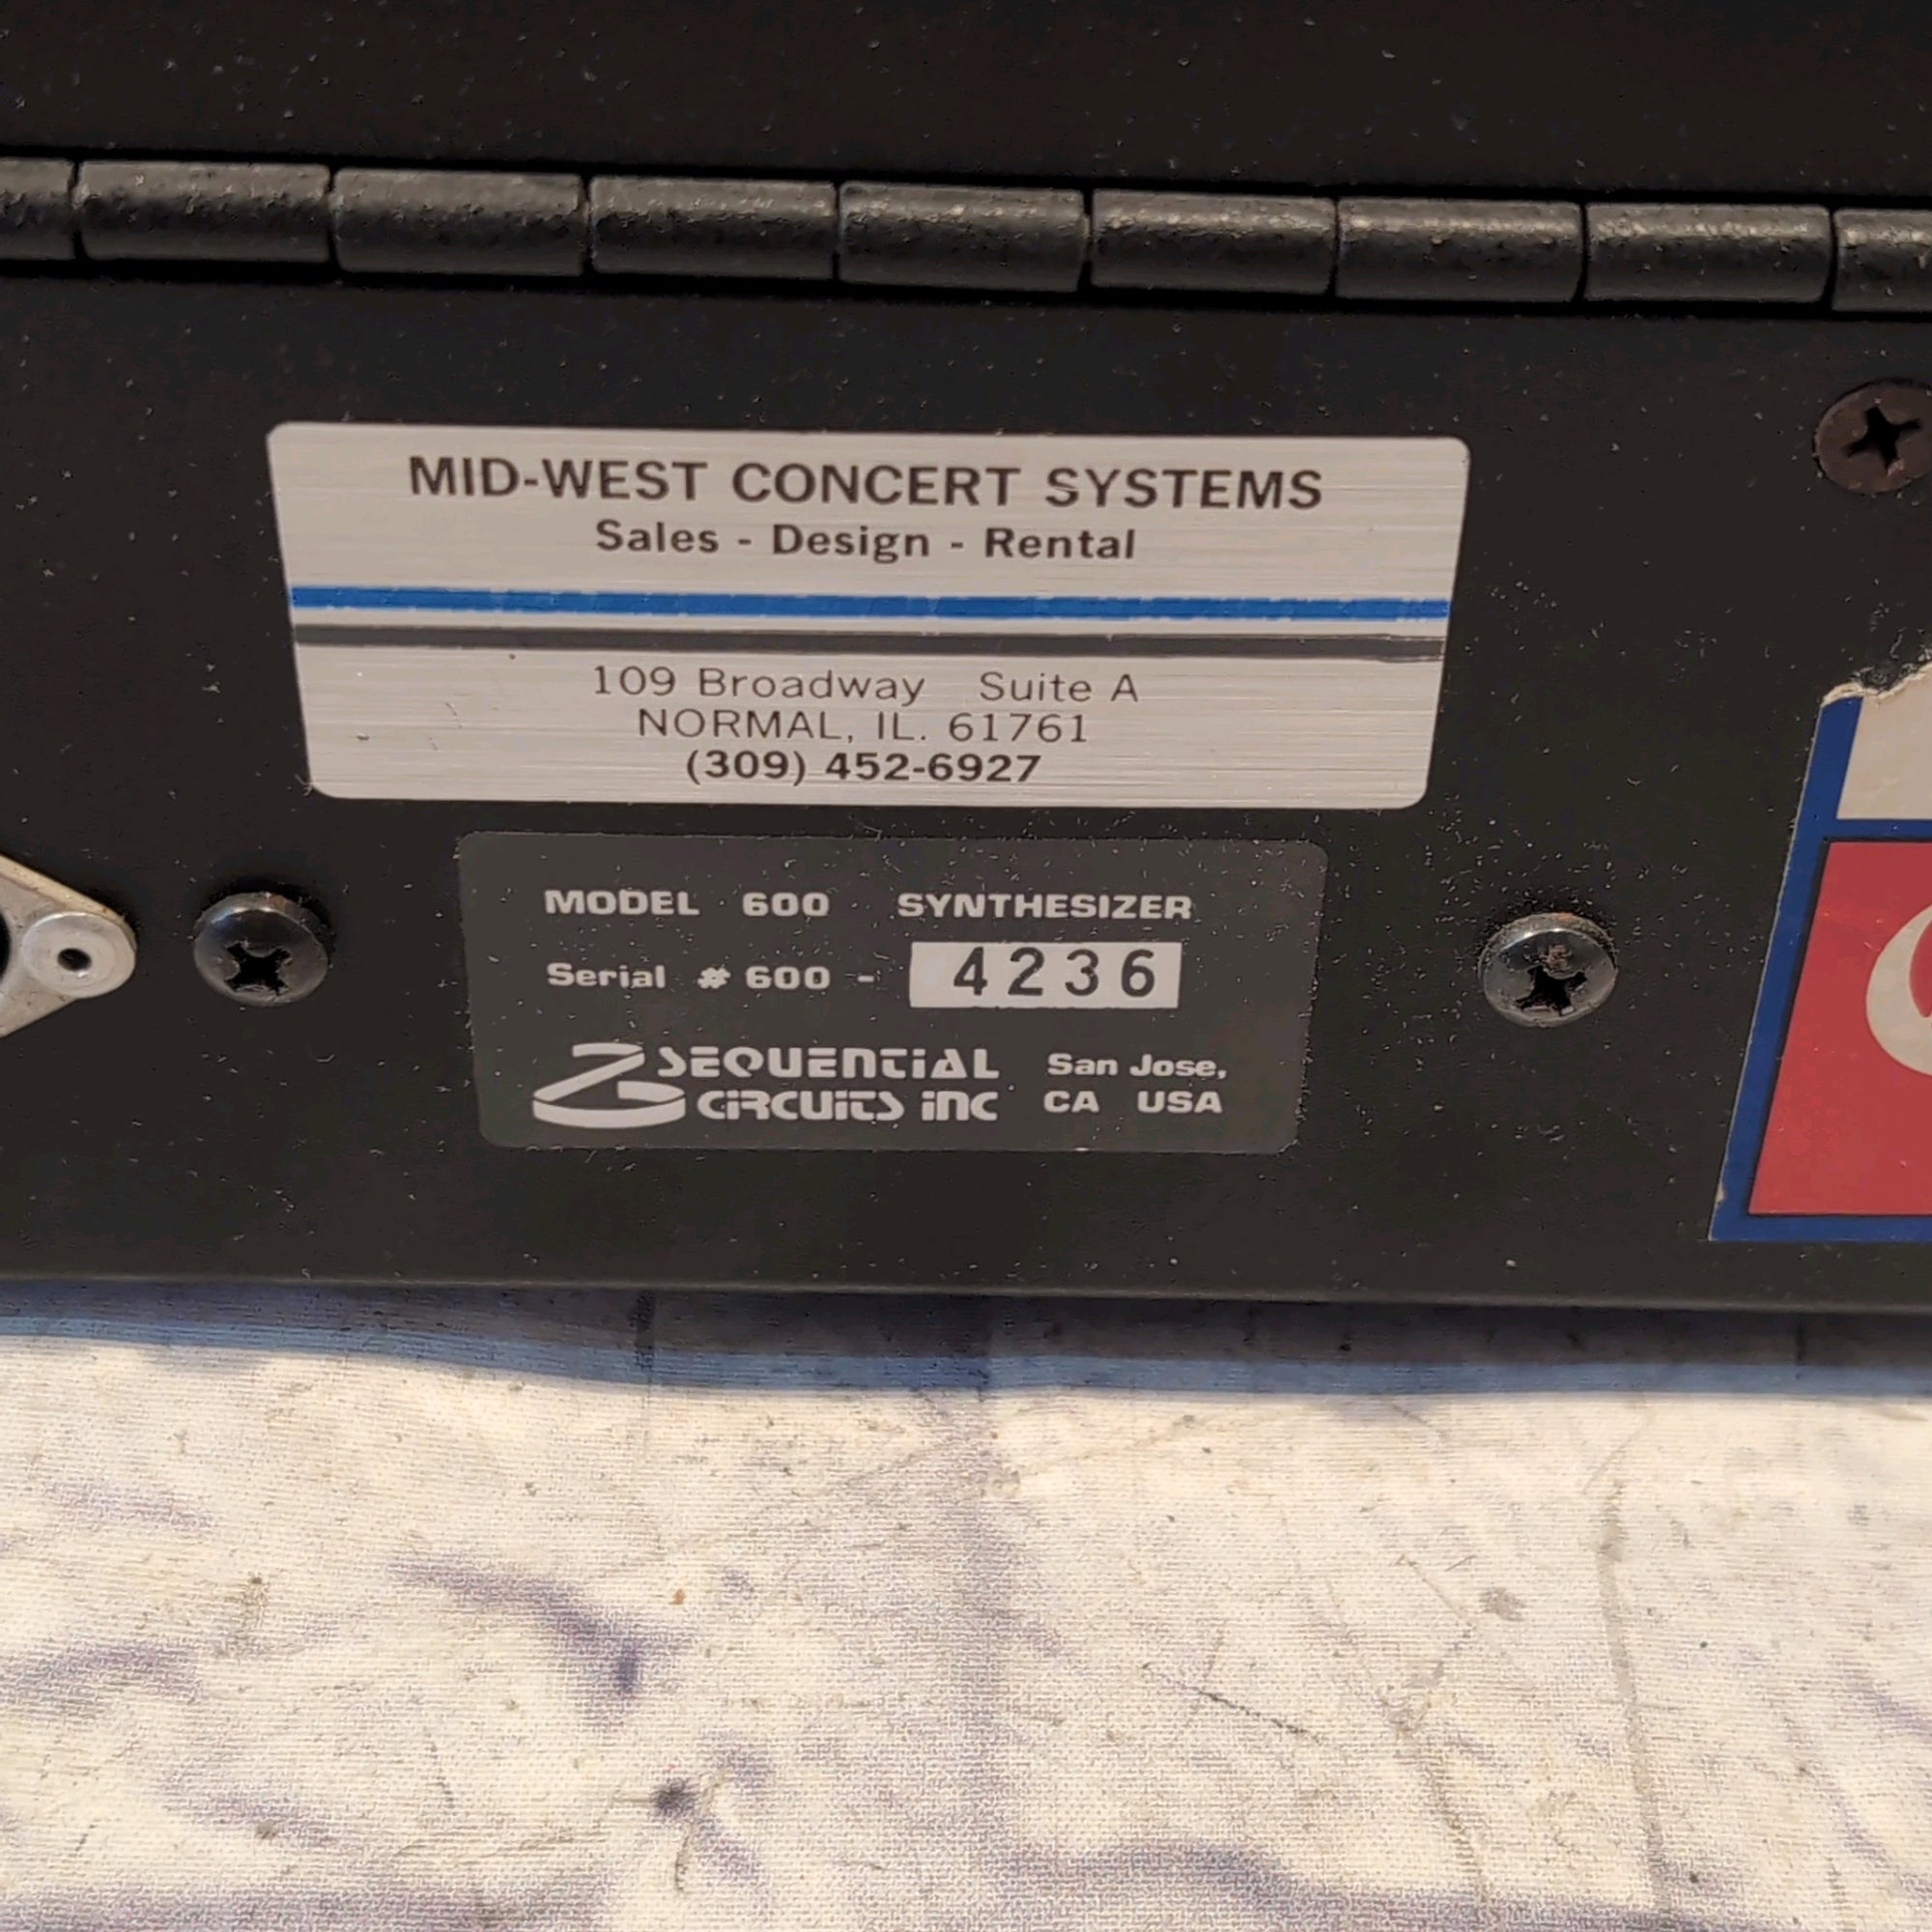 MID-WEST CONCERT SYSTEMS
Sales - Design - Rental
109 Broadway Suite A
NORMAL, IL. 61761
(309) 452-6927
MODEL 600 SYNTHESIZER
Serial # 600 - 4236
SEQUENTIAL CIRCUITS INC
San Jose, CA USA